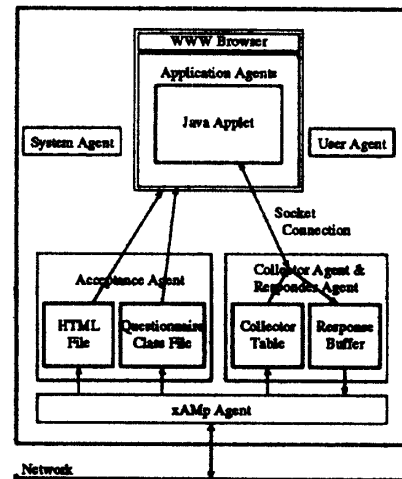 WWW Browser
Application Agents
Java Applet
System Agent
User Agent
Socket
Connection
Acceptance Agent
HTML
File
Questionnaire
Class File
Collector Agent &
Responder Agent
Collector
Table
Response
Buffer
xAMp Agent
Network